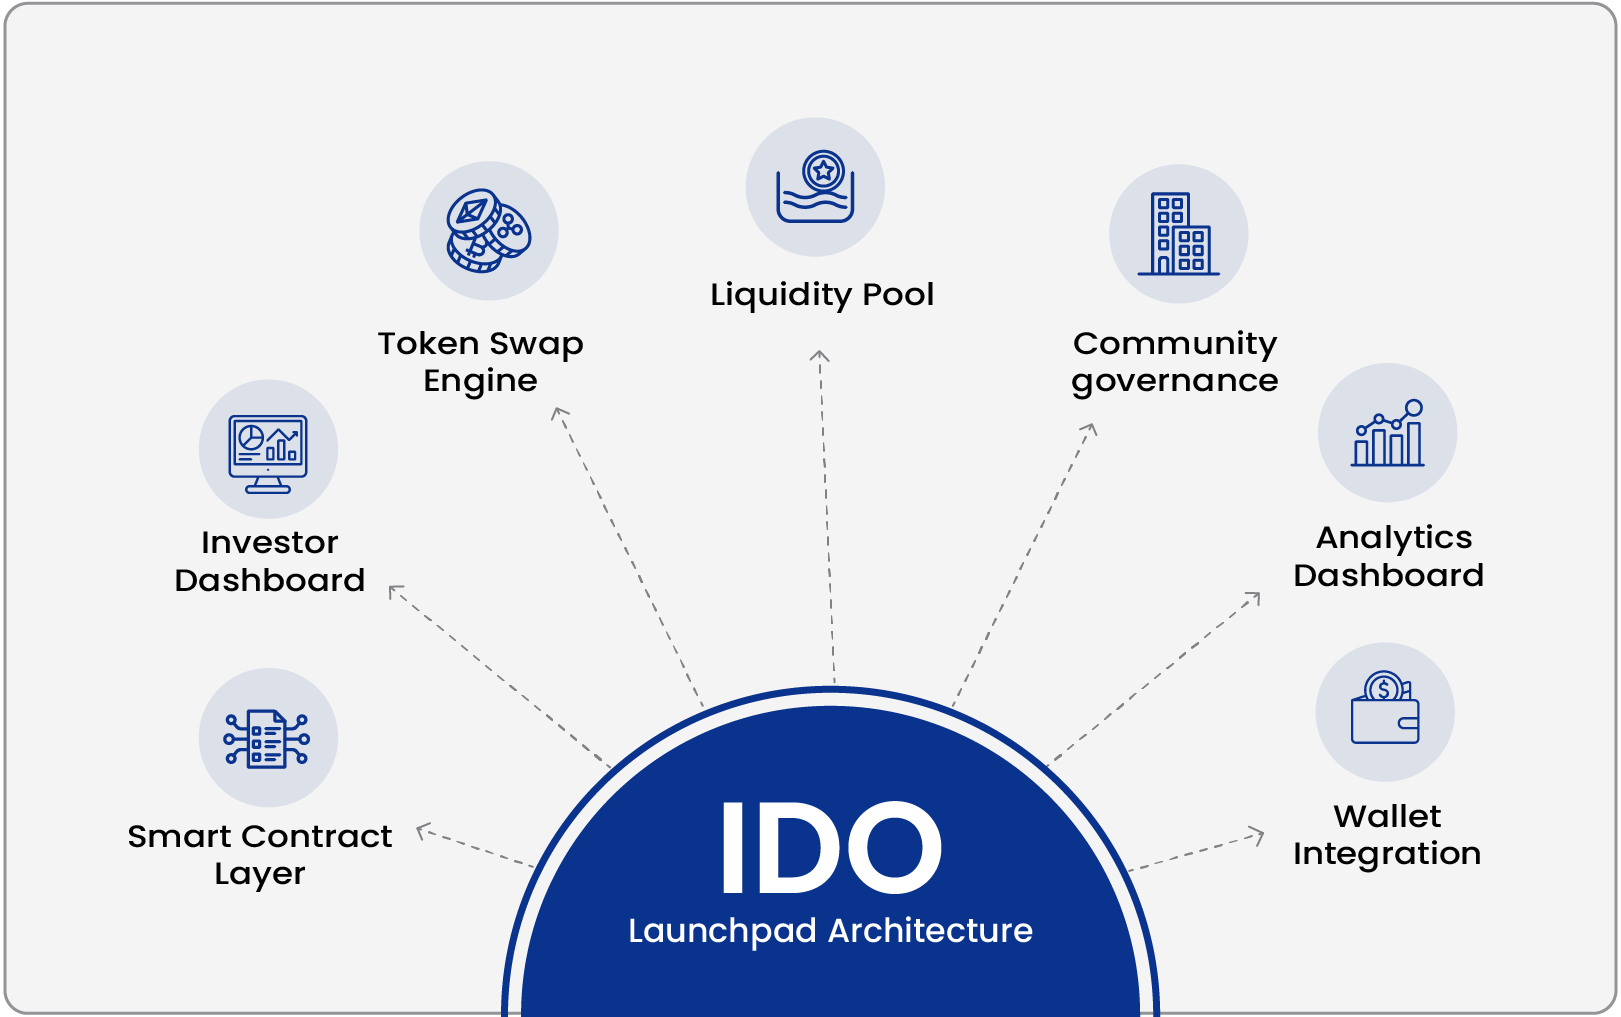 Liquidity Pool
Token Swap
Engine
Community
governance
Investor
Dashboard
Analytics
Dashboard
Smart Contract
Layer
Wallet
Integration
IDO
Launchpad Architecture